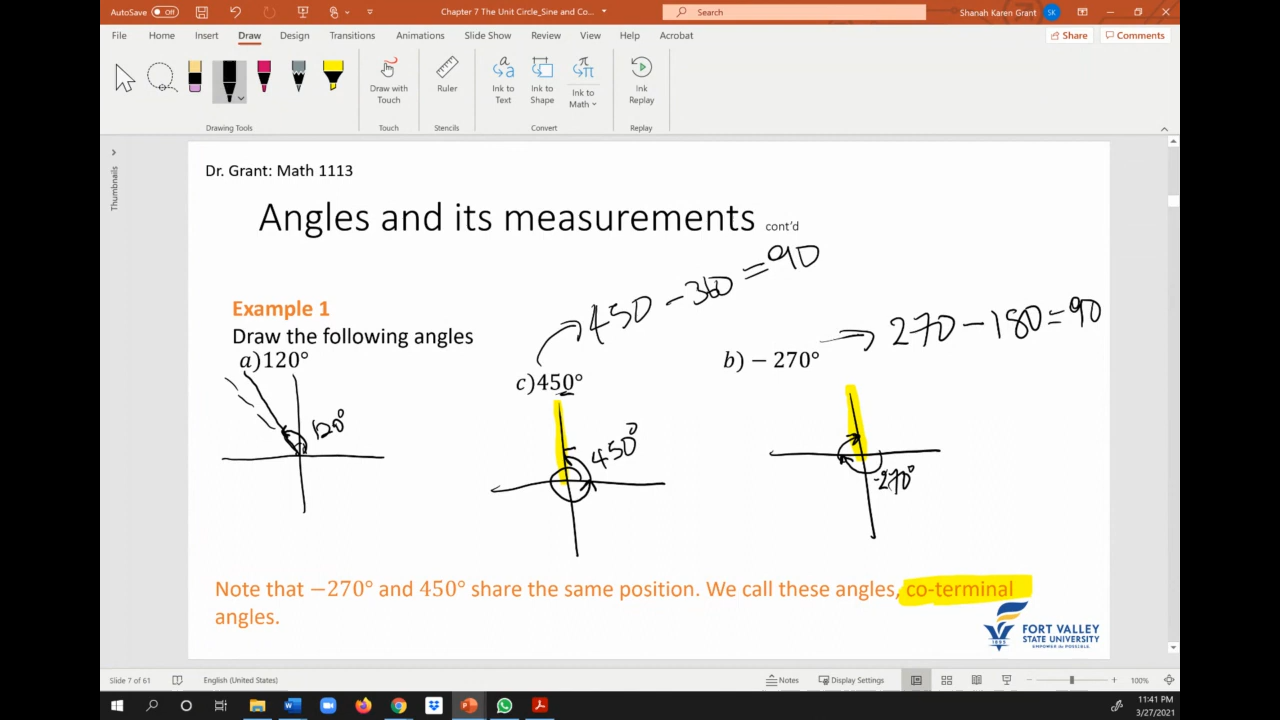 AutoSave Off
Chapter 7 The Unit Circle_Sine and Co...
Search
Shanah Karen Grant SK
File Home Insert Draw Design Transitions Animations Slide Show Review View Help Acrobat
Share Comments
Draw with Touch
Ruler
Ink to Text
Ink to Shape
Ink to Math
Ink Replay
Drawing Tools Touch Stencils Convert Replay
Thumbnails
Dr. Grant: Math 1113
Angles and its measurements cont'd
450 - 360 = 90
Example 1
270 - 180 = 90
Draw the following angles
a)120°
b) − 270°
c)450°
120°
450°
-270°
Note that −270° and 450° share the same position. We call these angles, co-terminal
angles.
FORT VALLEY
STATE UNIVERSITY
EMPOWER the POSSIBLE.
1895
Slide 7 of 61 English (United States) Notes Display Settings 100%
11:41 PM
3/27/2021